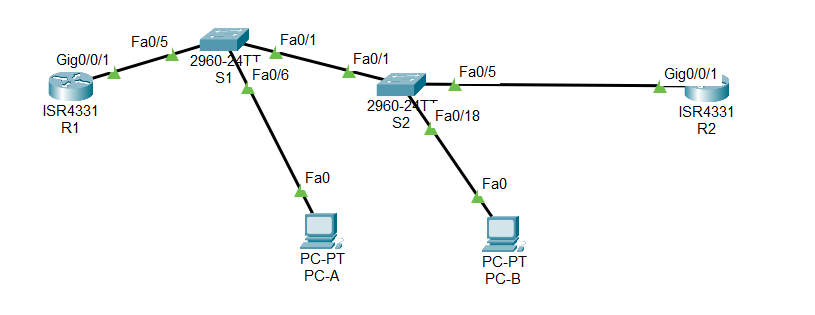 Gig0/0/1
ISR4331
R1
Fa0/5
2960-24TT
S1
Fa0/1
Fa0/6
Fa0/1
2960-24TT
S2
Fa0/5
Fa0/18
Gig0/0/1
ISR4331
R2
Fa0
PC-PT
PC-A
Fa0
PC-PT
PC-B